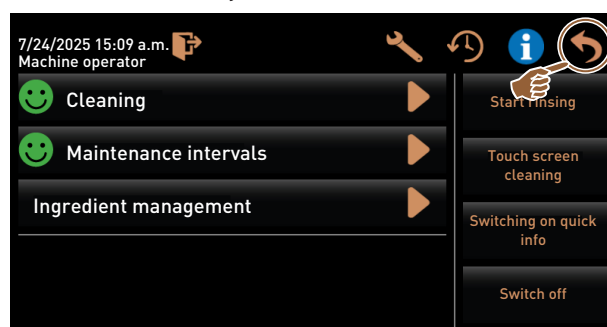 7/24/2025 15:09 a.m.
Machine operator
Cleaning
Maintenance intervals
Ingredient management
Start rinsing
Touch screen
cleaning
Switching on quick
info
Switch off